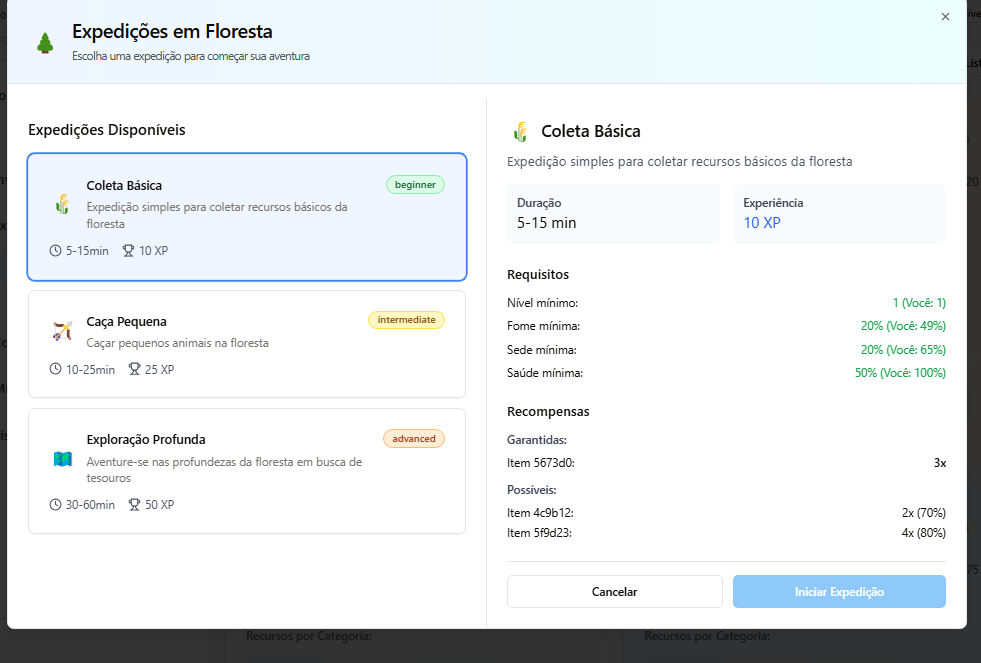 Expedições em Floresta
Escolha uma expedição para começar sua aventura
Expedições Disponíveis
Coleta Básica
beginner
Expedição simples para coletar recursos básicos da
floresta
5-15min
10 XP
Caça Pequena
intermediate
Caçar pequenos animais na floresta
10-25min
25 XP
Exploração Profunda
advanced
Aventure-se nas profundezas da floresta em busca de
tesouros
30-60min
50 XP
Coleta Básica
Expedição simples para coletar recursos básicos da floresta
Duração
5-15 min
Experiência
10 XP
Requisitos
Nível mínimo: 1 (Você: 1)
Fome mínima: 20% (Você: 49%)
Sede mínima: 20% (Você: 65%)
Saúde mínima: 50% (Você: 100%)
Recompensas
Garantidas:
Item 5673d0: 3x
Possíveis:
Item 4c9b12: 2x (70%)
Item 5f9d23: 4x (80%)
Cancelar
Iniciar Expedição
Recursos por Categoria:
Recursos por Categoria: